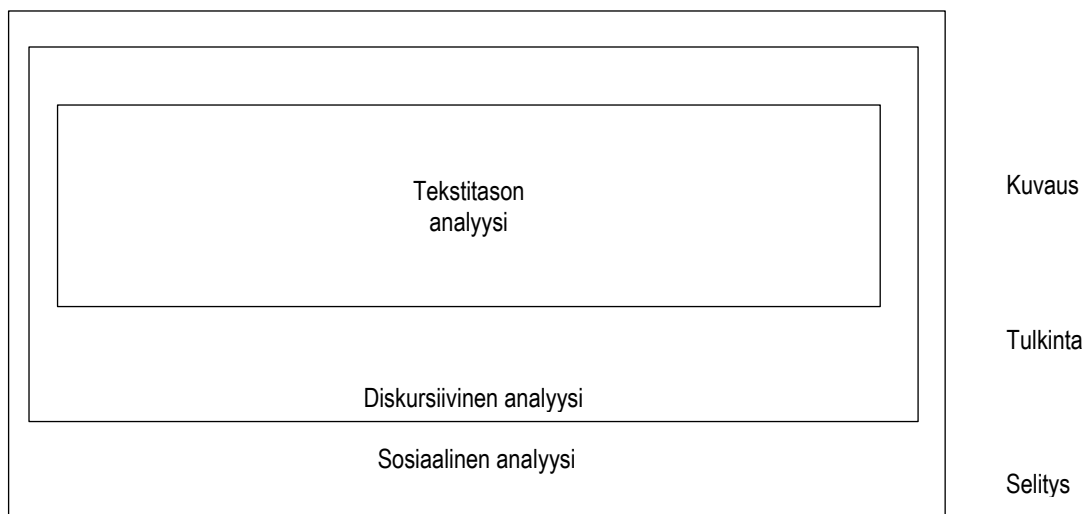 Tekstitason
analyysi
Kuvaus
Tulkinta
Diskursiivinen analyysi
Sosiaalinen analyysi
Selitys